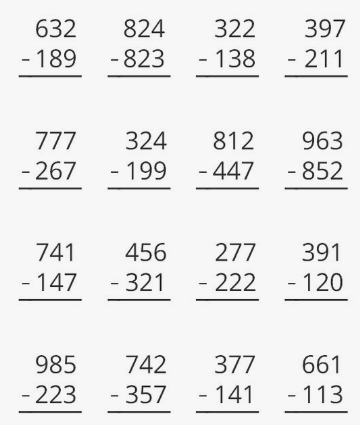 632 824 322 397
- 189 - 823 - 138 - 211
777 324 812 963
- 267 - 199 - 447 - 852
741 456 277 391
- 147 - 321 - 222 - 120
985 742 377 661
- 223 - 357 - 141 - 113